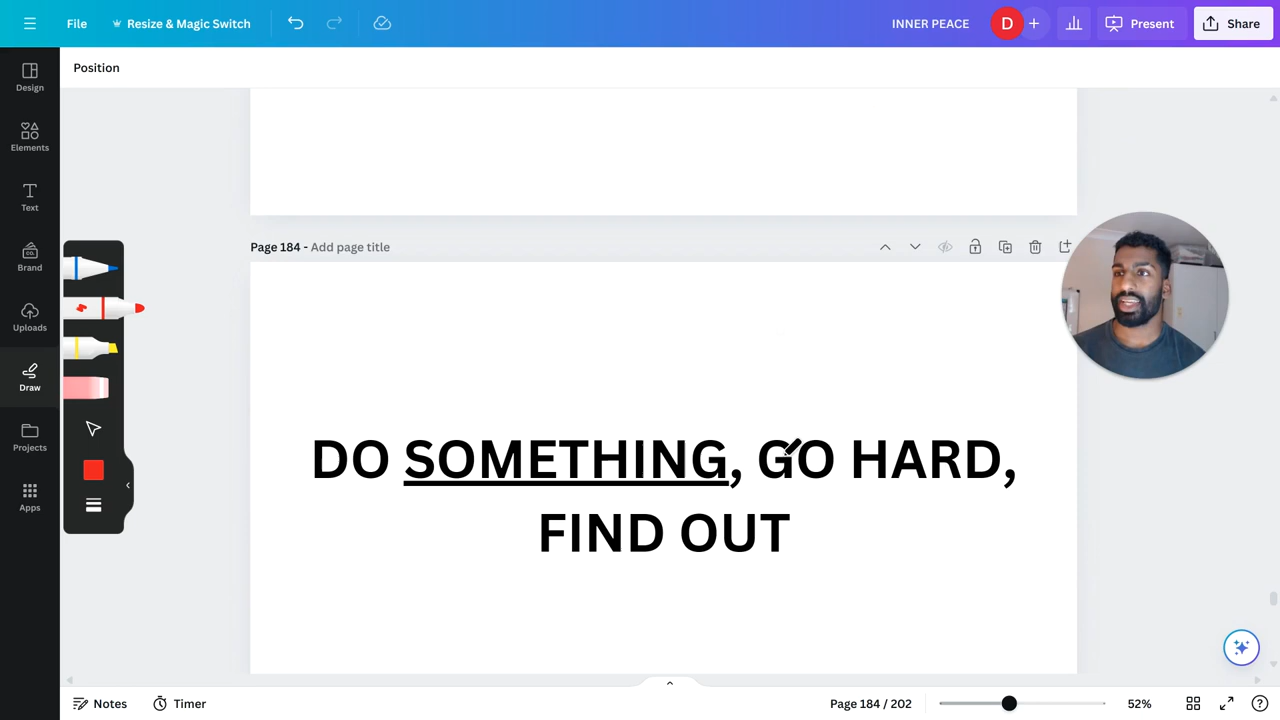 File
Resize & Magic Switch
INNER PEACE
D
Present
Share
Position
Design
Elements
Text
Brand
Uploads
Draw
Projects
Apps
Page 184 - Add page title
DO SOMETHING, GO HARD,
FIND OUT
Notes
Timer
Page 184 / 202
52%